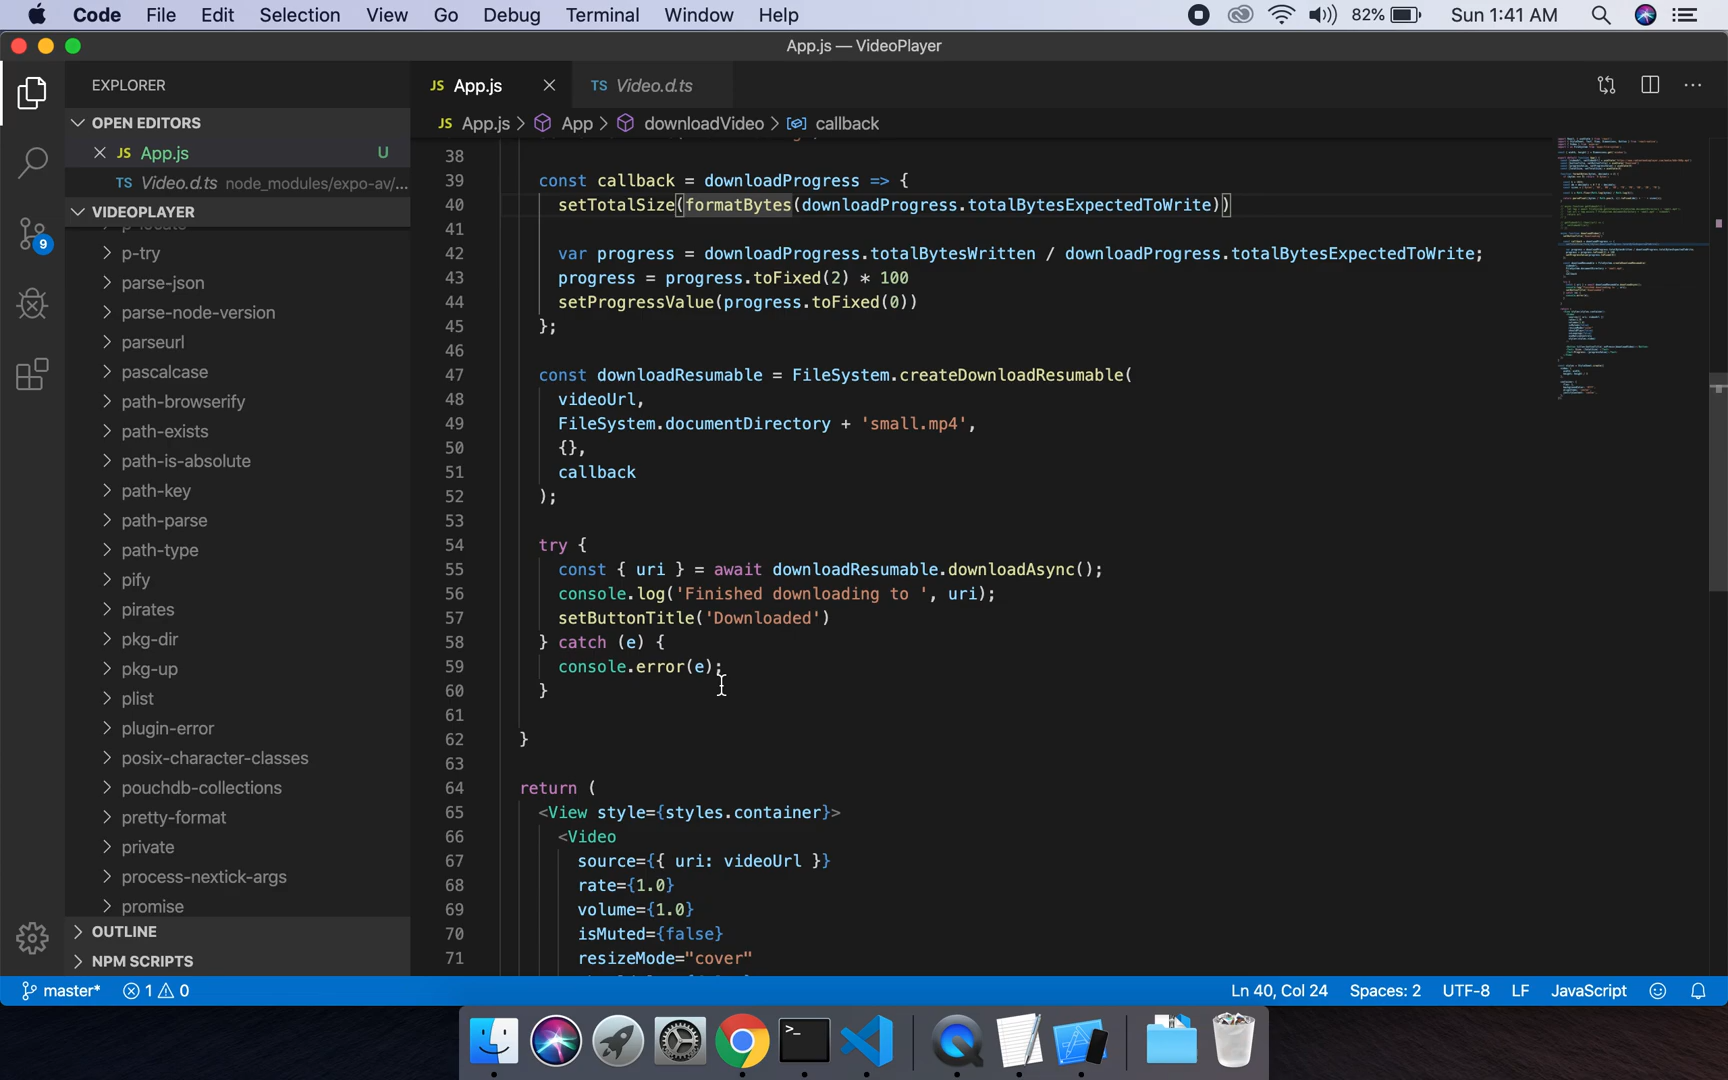 Code File Edit Selection View Go Debug Terminal Window Help 82% Sun 1:41 AM
App.js — VideoPlayer
EXPLORER
JS App.js
TS Video.d.ts
OPEN EDITORS
JS App.js > App > downloadVideo > callback
JS App.js U
TS Video.d.ts node_modules/expo-av/...
VIDEOPLAYER
p-try
parse-json
parse-node-version
parseurl
pascalcase
path-browserify
path-exists
path-is-absolute
path-key
path-parse
path-type
pify
pirates
pkg-dir
pkg-up
plist
plugin-error
posix-character-classes
pouchdb-collections
pretty-format
private
process-nextick-args
promise
OUTLINE
NPM SCRIPTS
9
38
39 const callback = downloadProgress => {
40 setTotalSize(formatBytes(downloadProgress.totalBytesExpectedToWrite))
41
42 var progress = downloadProgress.totalBytesWritten / downloadProgress.totalBytesExpectedToWrite;
43 progress = progress.toFixed(2) * 100
44 setProgressValue(progress.toFixed(0))
45 };
46
47 const downloadResumable = FileSystem.createDownloadResumable(
48 videoUrl,
49 FileSystem.documentDirectory + 'small.mp4',
50 {},
51 callback
52 );
53
54 try {
55 const { uri } = await downloadResumable.downloadAsync();
56 console.log('Finished downloading to ', uri);
57 setButtonTitle('Downloaded')
58 } catch (e) {
59 console.error(e);
60 }
61
62 }
63
64 return (
65 <View style={styles.container}>
66 <Video
67 source={{ uri: videoUrl }}
68 rate={1.0}
69 volume={1.0}
70 isMuted={false}
71 resizeMode="cover"
master* 1 0 Ln 40, Col 24 Spaces: 2 UTF-8 LF JavaScript